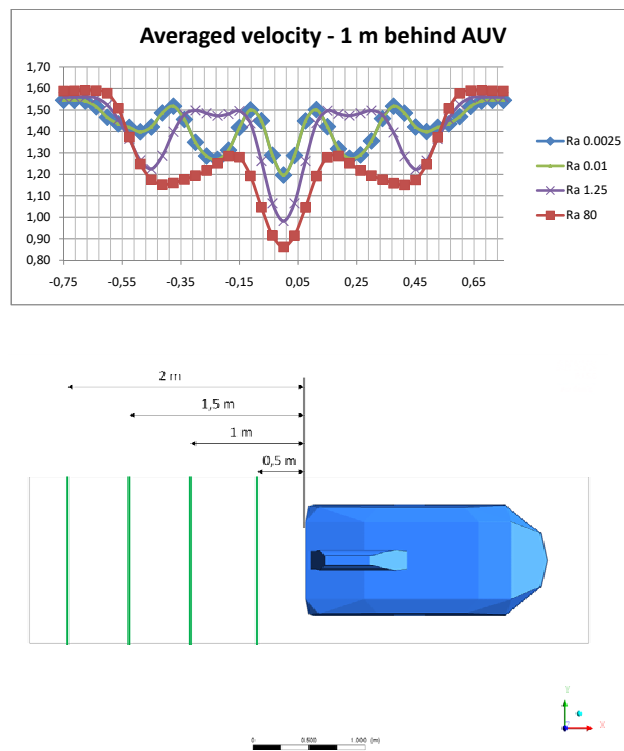 Averaged velocity - 1 m behind AUV
1,70
1,60
1,50
1,40
1,30
1,20
1,10
1,00
0,90
0,80
-0,75 -0,55 -0,35 -0,15 0,05 0,25 0,45 0,65
Ra 0.0025
Ra 0.01
Ra 1.25
Ra 80
2 m
1,5 m
1 m
0,5 m
Y
X
0. 0.500 1.000 (m)